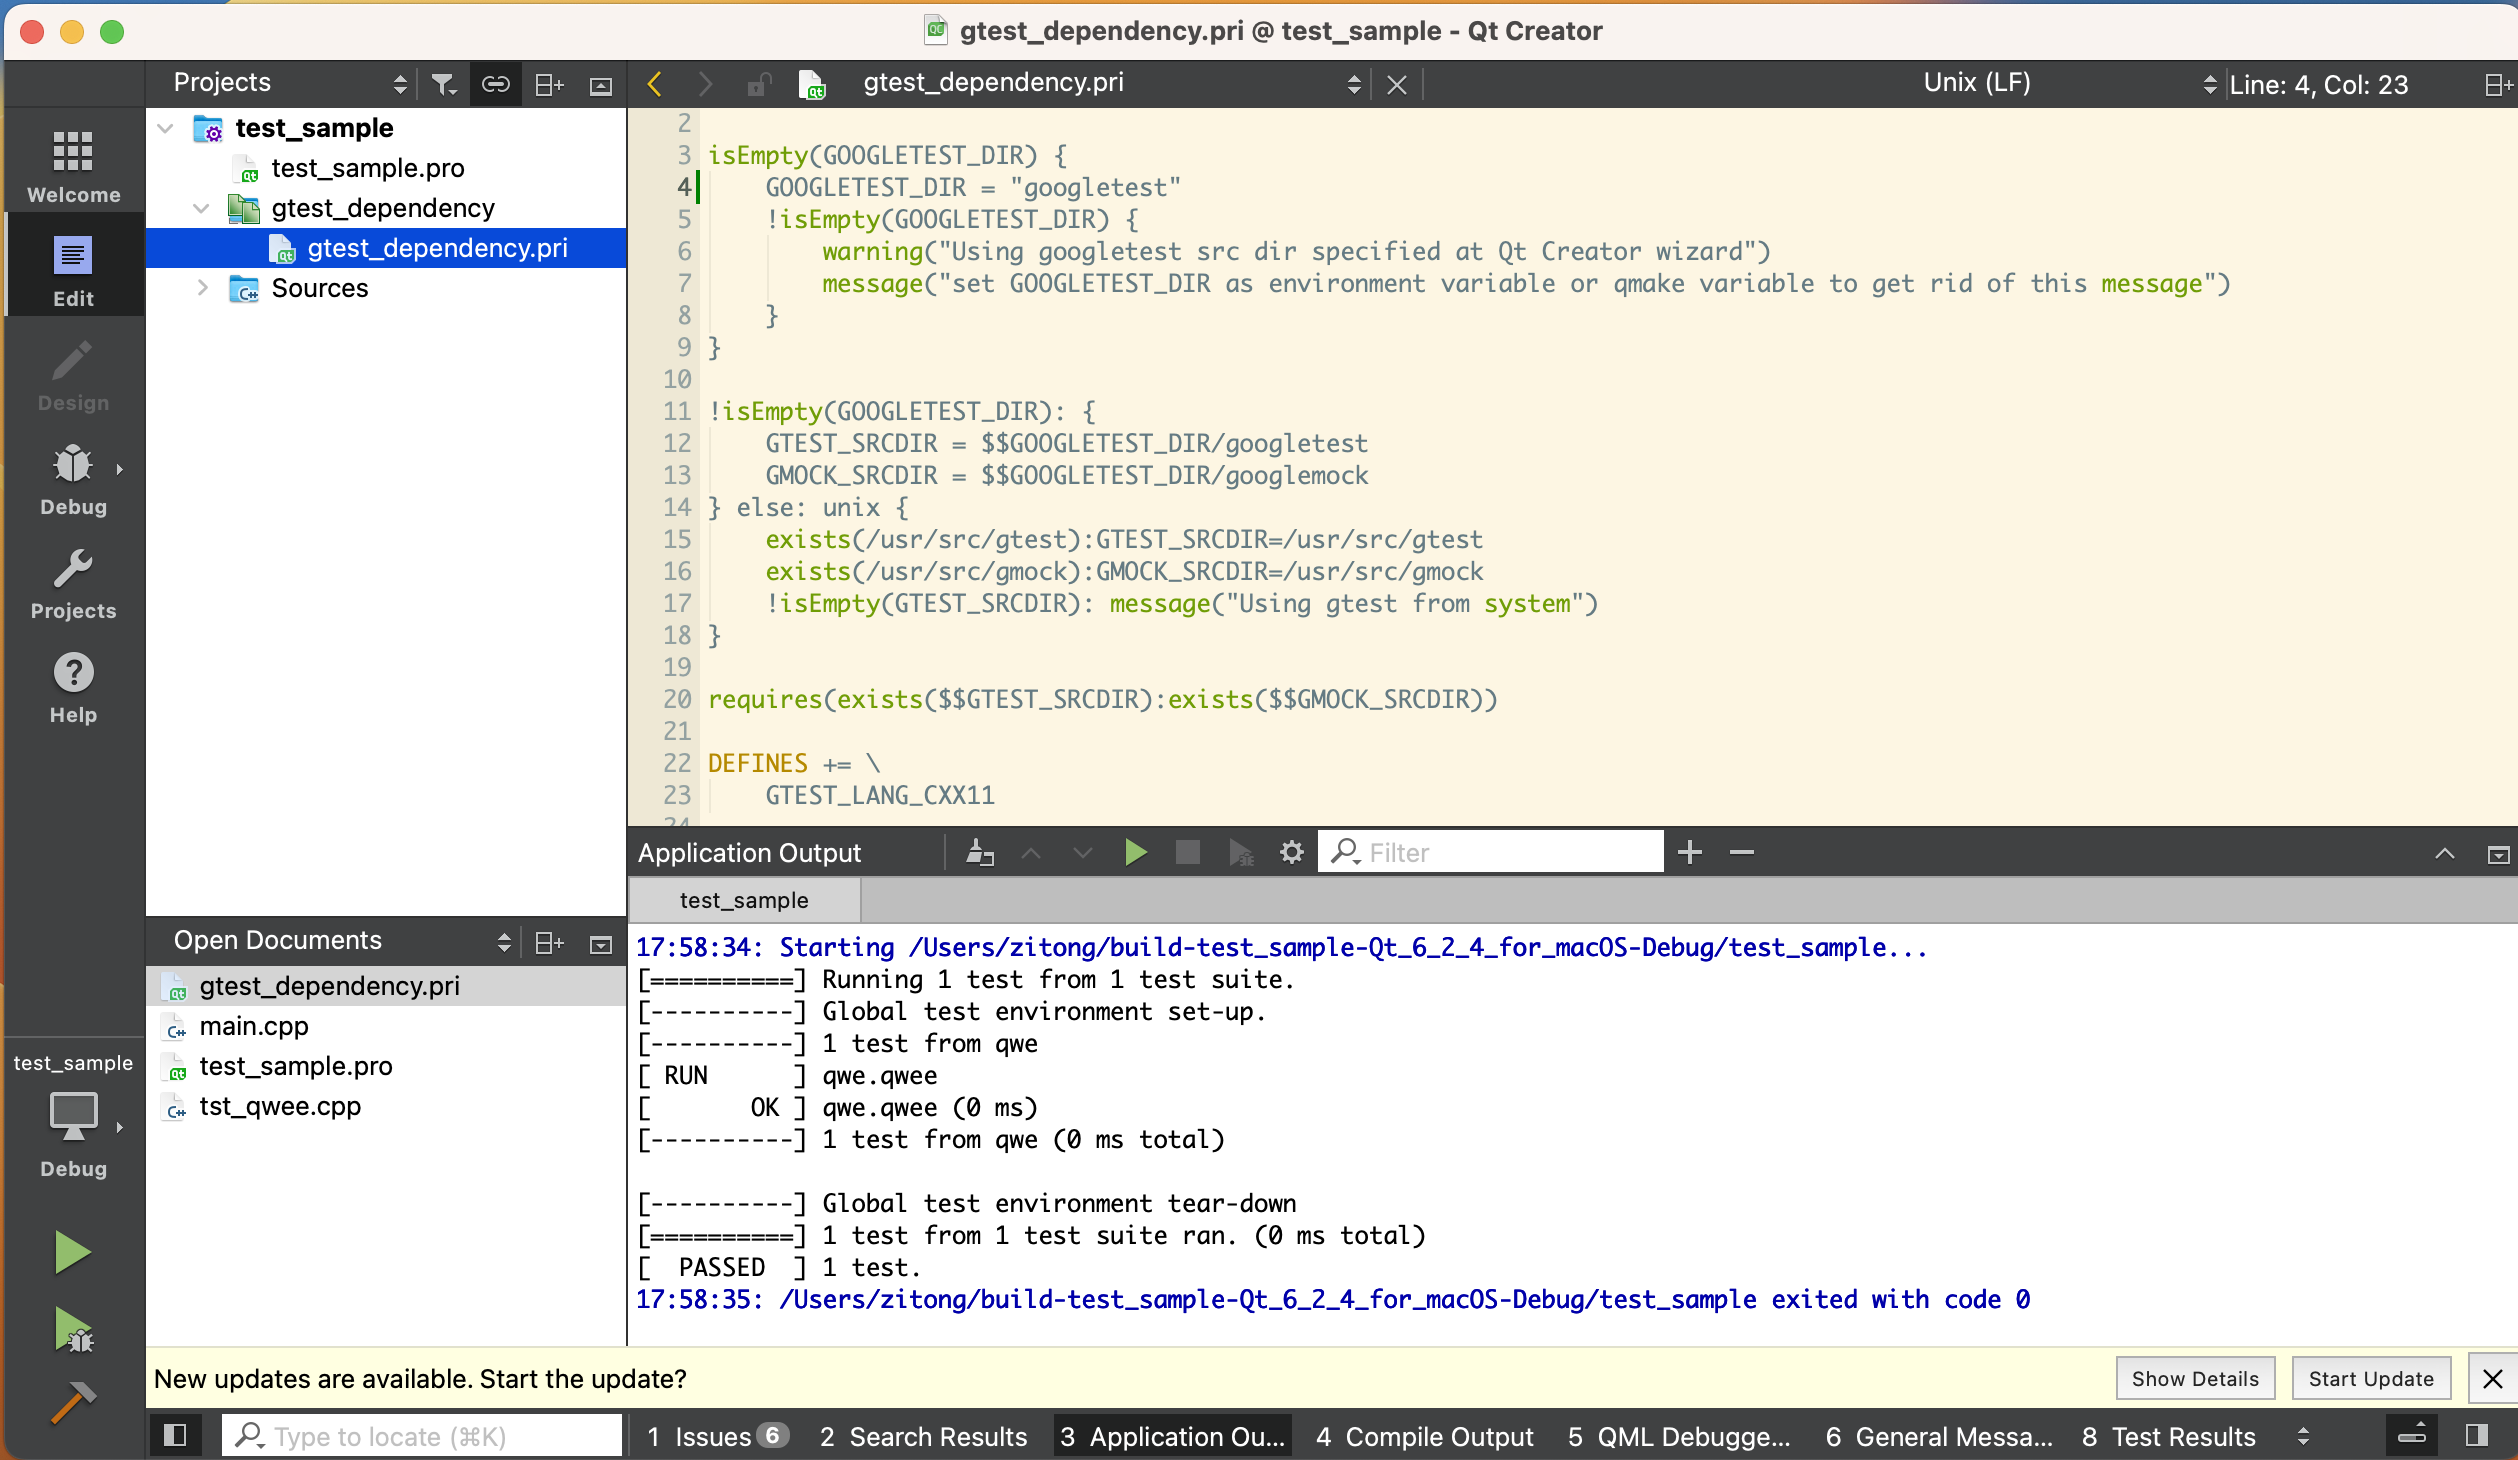 gtest_dependency.pri @ test_sample - Qt Creator
Projects
gtest_dependency.pri
Unix (LF)
Line: 4, Col: 23
Welcome
Edit
Design
Debug
Projects
Help
test_sample
Debug
test_sample
test_sample.pro
gtest_dependency
gtest_dependency.pri
Sources
2
3 isEmpty(GOOGLETEST_DIR) {
4     GOOGLETEST_DIR = "googletest"
5     !isEmpty(GOOGLETEST_DIR) {
6         warning("Using googletest src dir specified at Qt Creator wizard")
7         message("set GOOGLETEST_DIR as environment variable or qmake variable to get rid of this message")
8     }
9 }
10
11 !isEmpty(GOOGLETEST_DIR): {
12     GTEST_SRCDIR = $$GOOGLETEST_DIR/googletest
13     GMOCK_SRCDIR = $$GOOGLETEST_DIR/googlemock
14 } else: unix {
15     exists(/usr/src/gtest):GTEST_SRCDIR=/usr/src/gtest
16     exists(/usr/src/gmock):GMOCK_SRCDIR=/usr/src/gmock
17     !isEmpty(GTEST_SRCDIR): message("Using gtest from system")
18 }
19
20 requires(exists($$GTEST_SRCDIR):exists($$GMOCK_SRCDIR))
21
22 DEFINES += \
23     GTEST_LANG_CXX11
24
Open Documents
gtest_dependency.pri
main.cpp
test_sample.pro
tst_qwee.cpp
Application Output
Filter
test_sample
17:58:34: Starting /Users/zitong/build-test_sample-Qt_6_2_4_for_macOS-Debug/test_sample...
[==========] Running 1 test from 1 test suite.
[----------] Global test environment set-up.
[----------] 1 test from qwe
[ RUN      ] qwe.qwee
[       OK ] qwe.qwee (0 ms)
[----------] 1 test from qwe (0 ms total)
[----------] Global test environment tear-down
[==========] 1 test from 1 test suite ran. (0 ms total)
[  PASSED  ] 1 test.
17:58:35: /Users/zitong/build-test_sample-Qt_6_2_4_for_macOS-Debug/test_sample exited with code 0
New updates are available. Start the update?
Show Details
Start Update
Type to locate (⌘K)
1 Issues 6
2 Search Results
3 Application Ou...
4 Compile Output
5 QML Debugge...
6 General Messa...
8 Test Results